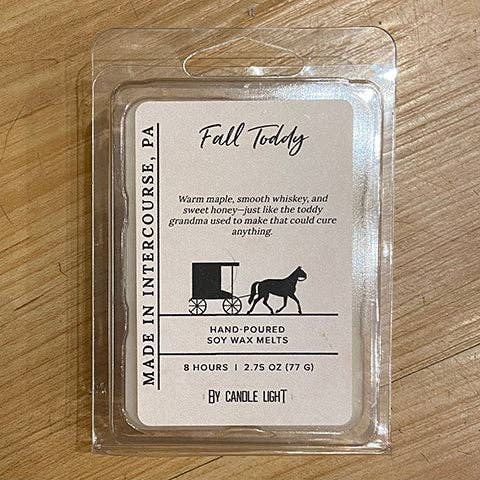 Fall Toddy
MADE IN INTERCOURSE, PA
Warm maple, smooth whiskey, and
sweet honey—just like the toddy
grandma used to make that could cure
anything.
HAND-POURED
SOY WAX MELTS
8 HOURS | 2.75 OZ (77 G)
BY CANDLE LIGHT